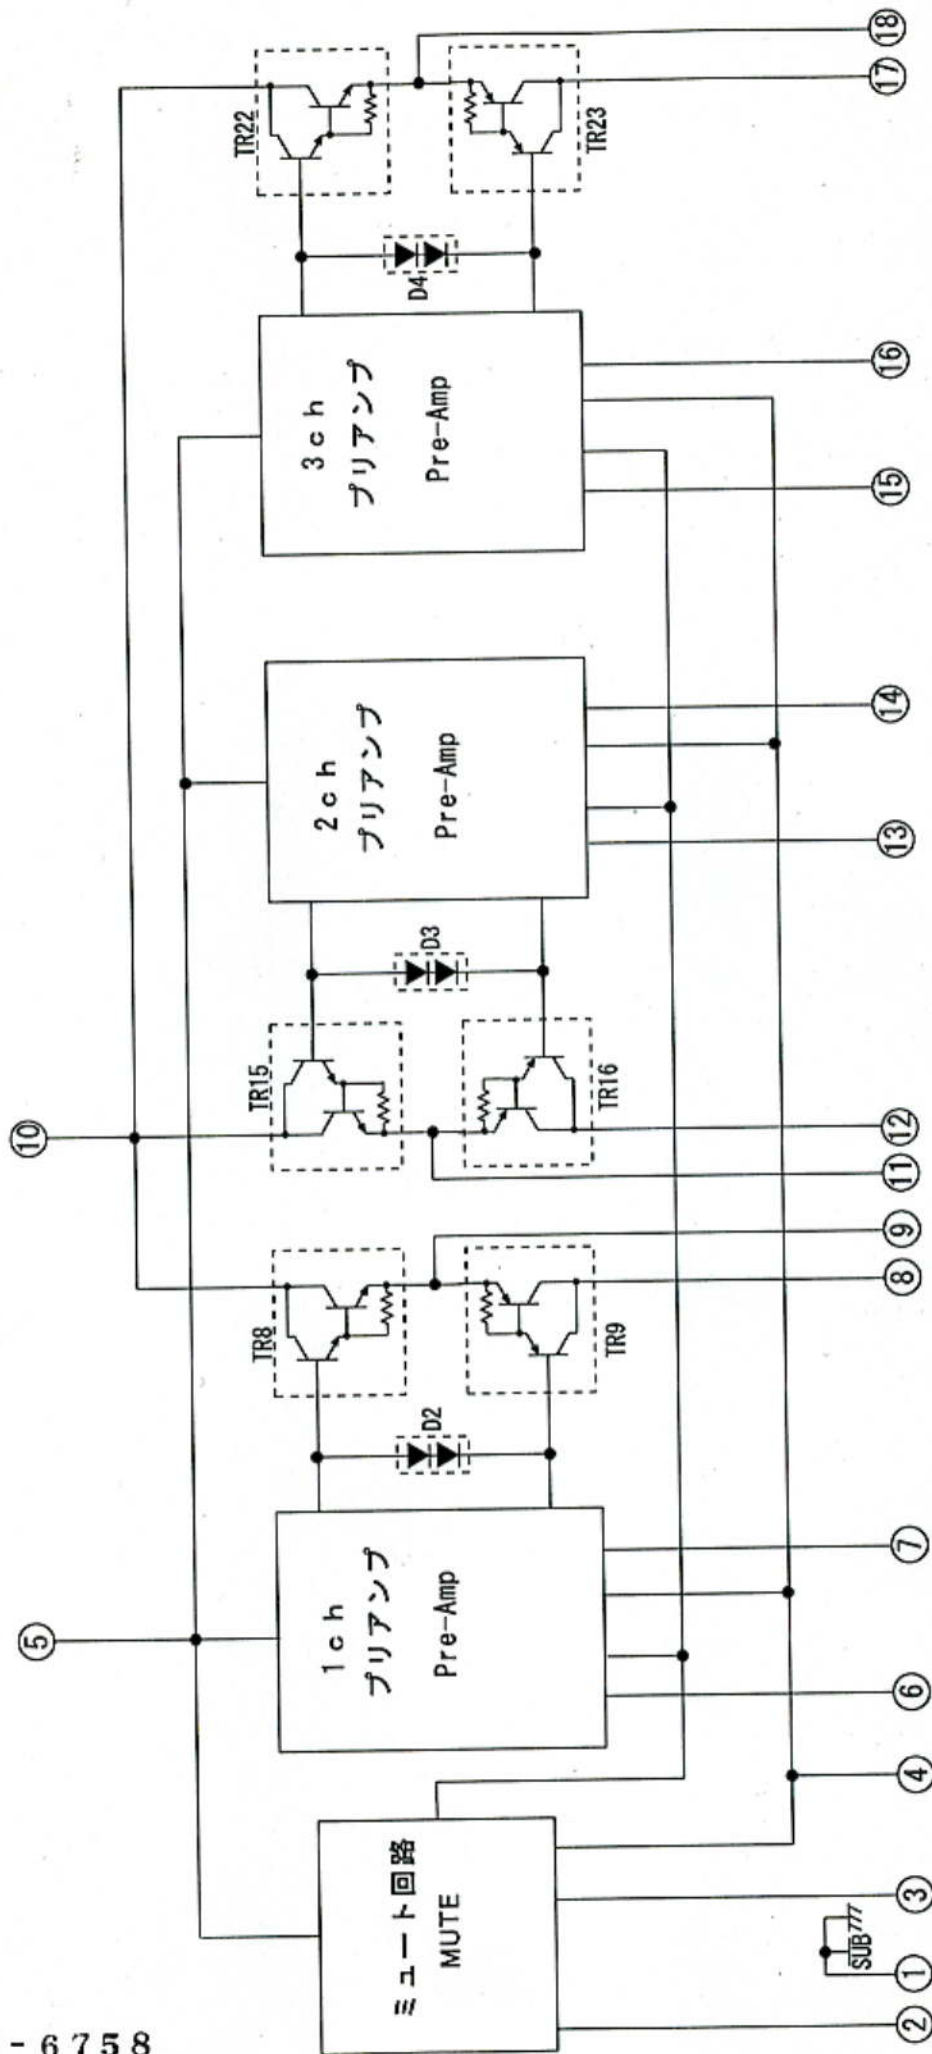 ⑩
⑤
TR8
TR15
TR22
D2
D3
D4
TR9
TR16
TR23
ミュート回路
MUTE
1ch
プリアンプ
Pre-Amp
2ch
プリアンプ
Pre-Amp
3ch
プリアンプ
Pre-Amp
SUB
②
①
③
④
⑥
⑦
⑧
⑨
⑪
⑫
⑬
⑭
⑮
⑯
⑰
⑱
-6758